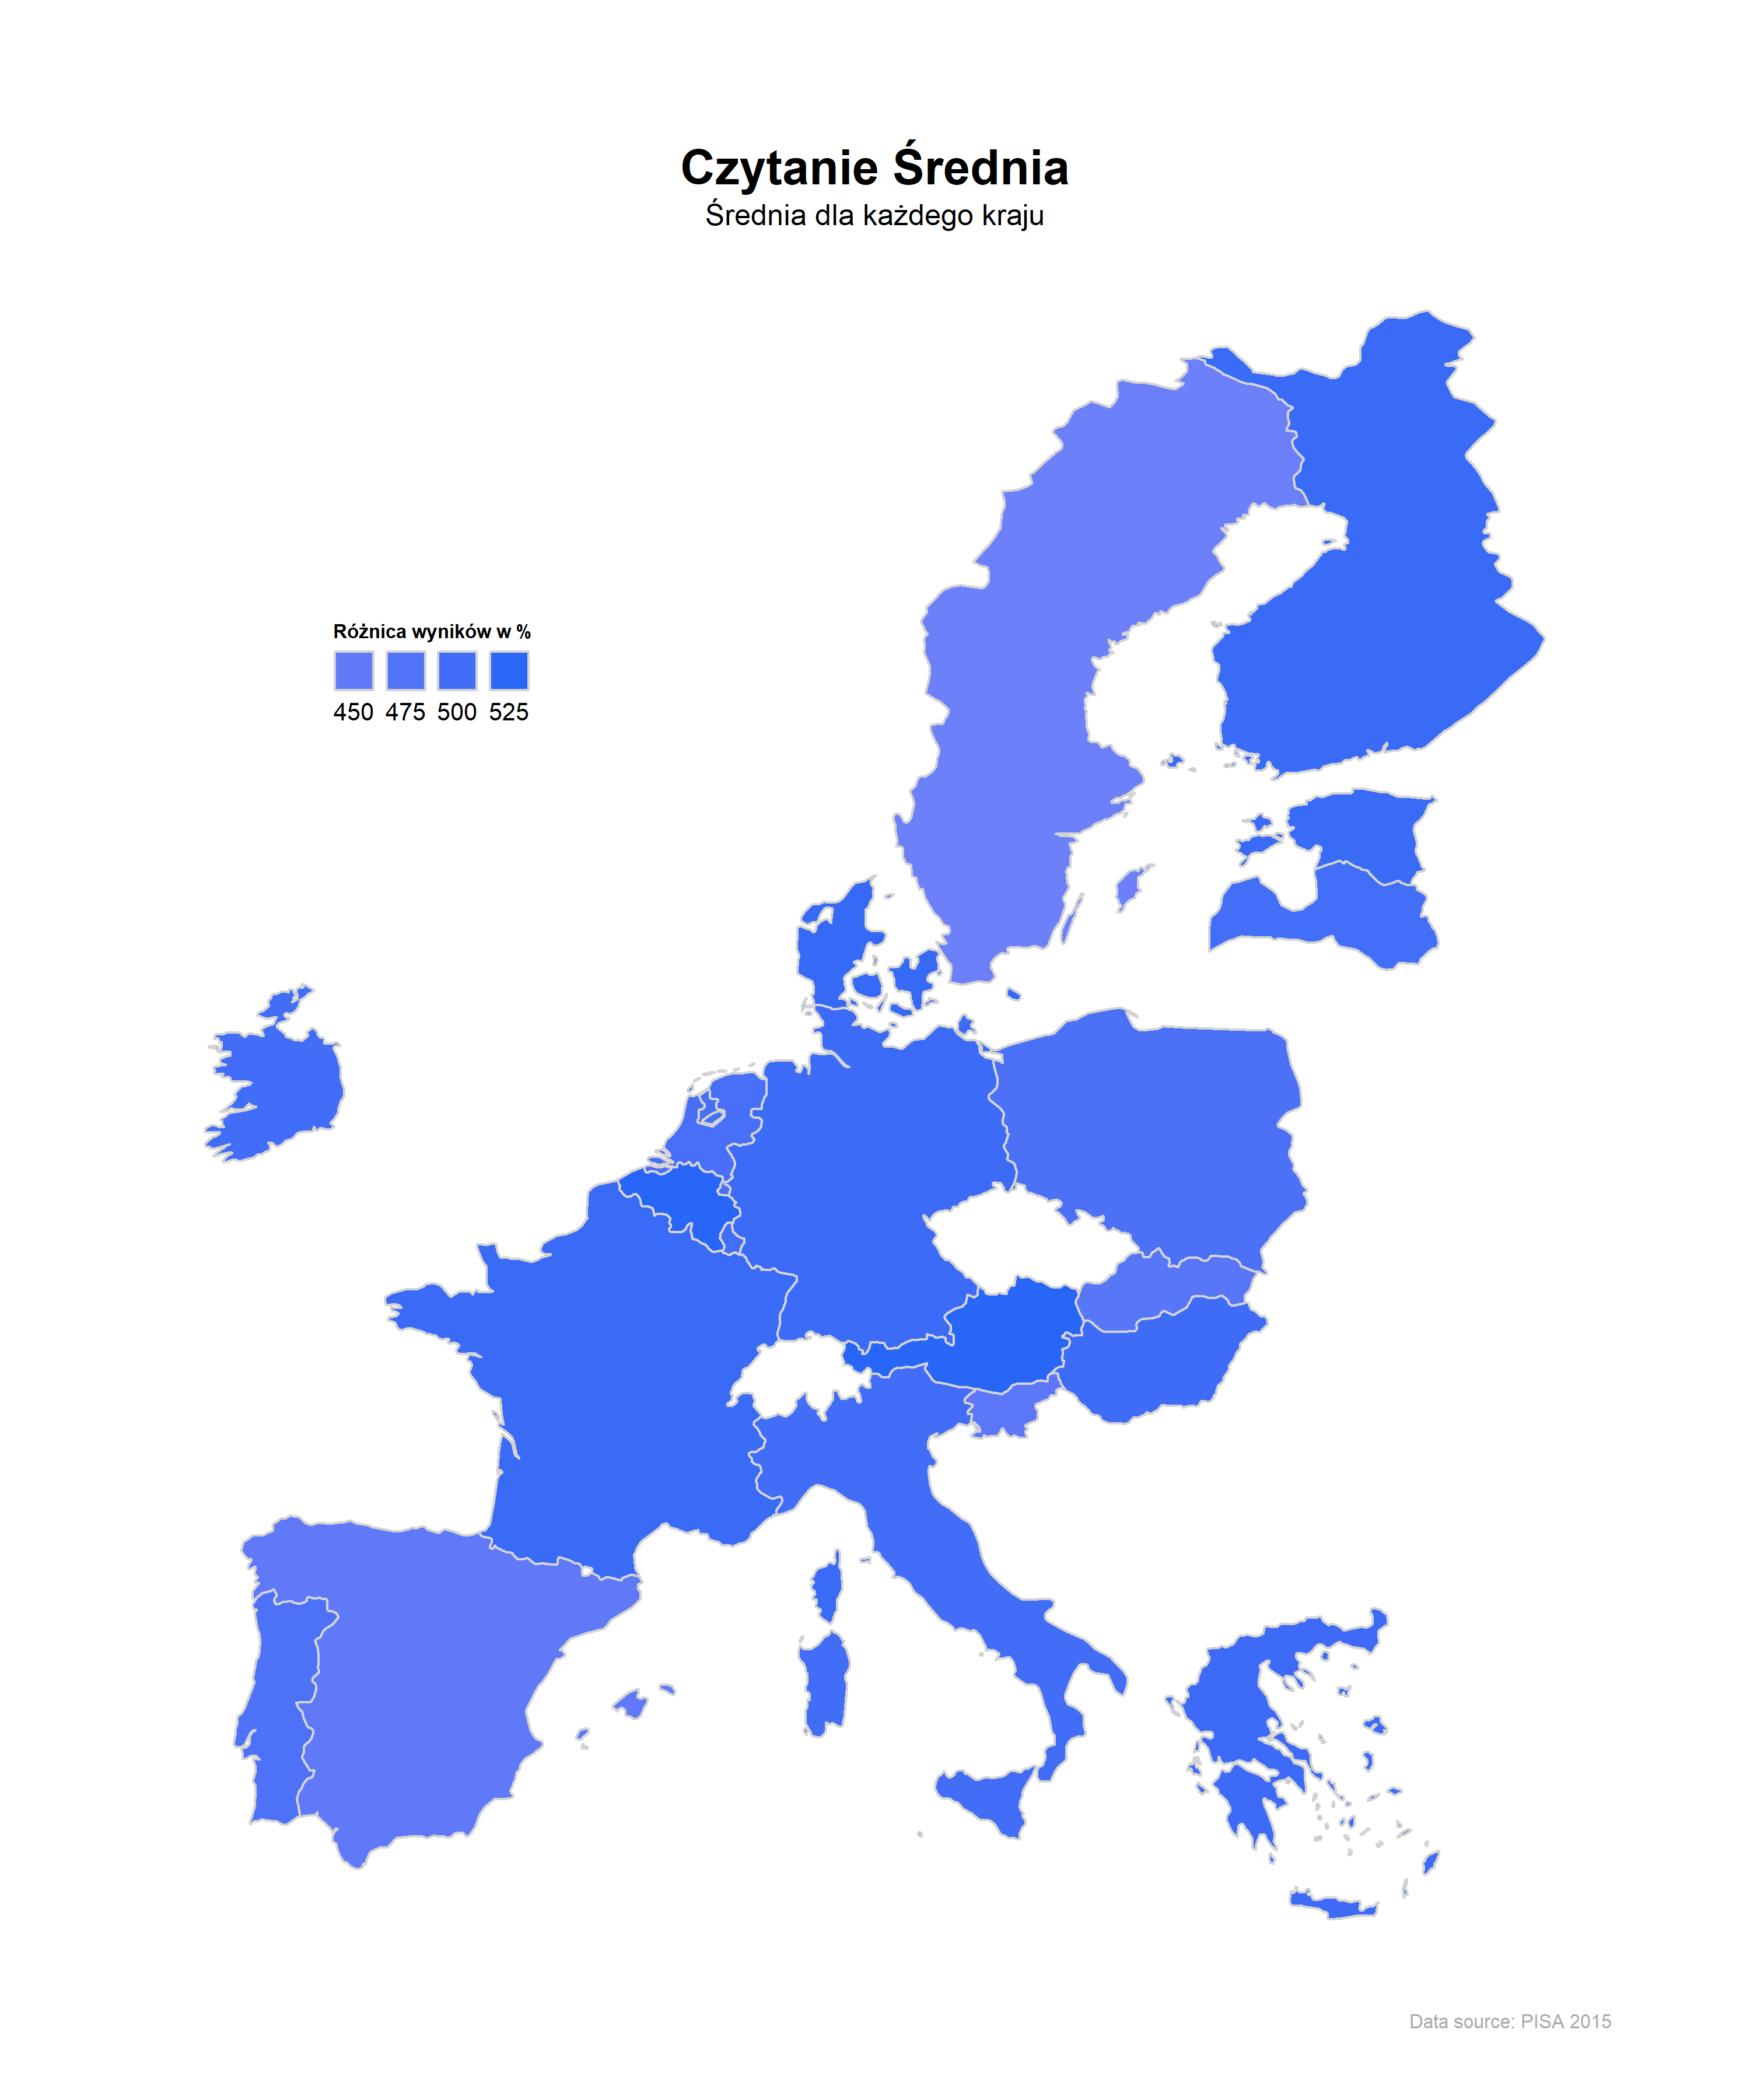 Czytanie Średnia
Średnia dla każdego kraju
Różnica wyników w %
450 475 500 525
Data source: PISA 2015